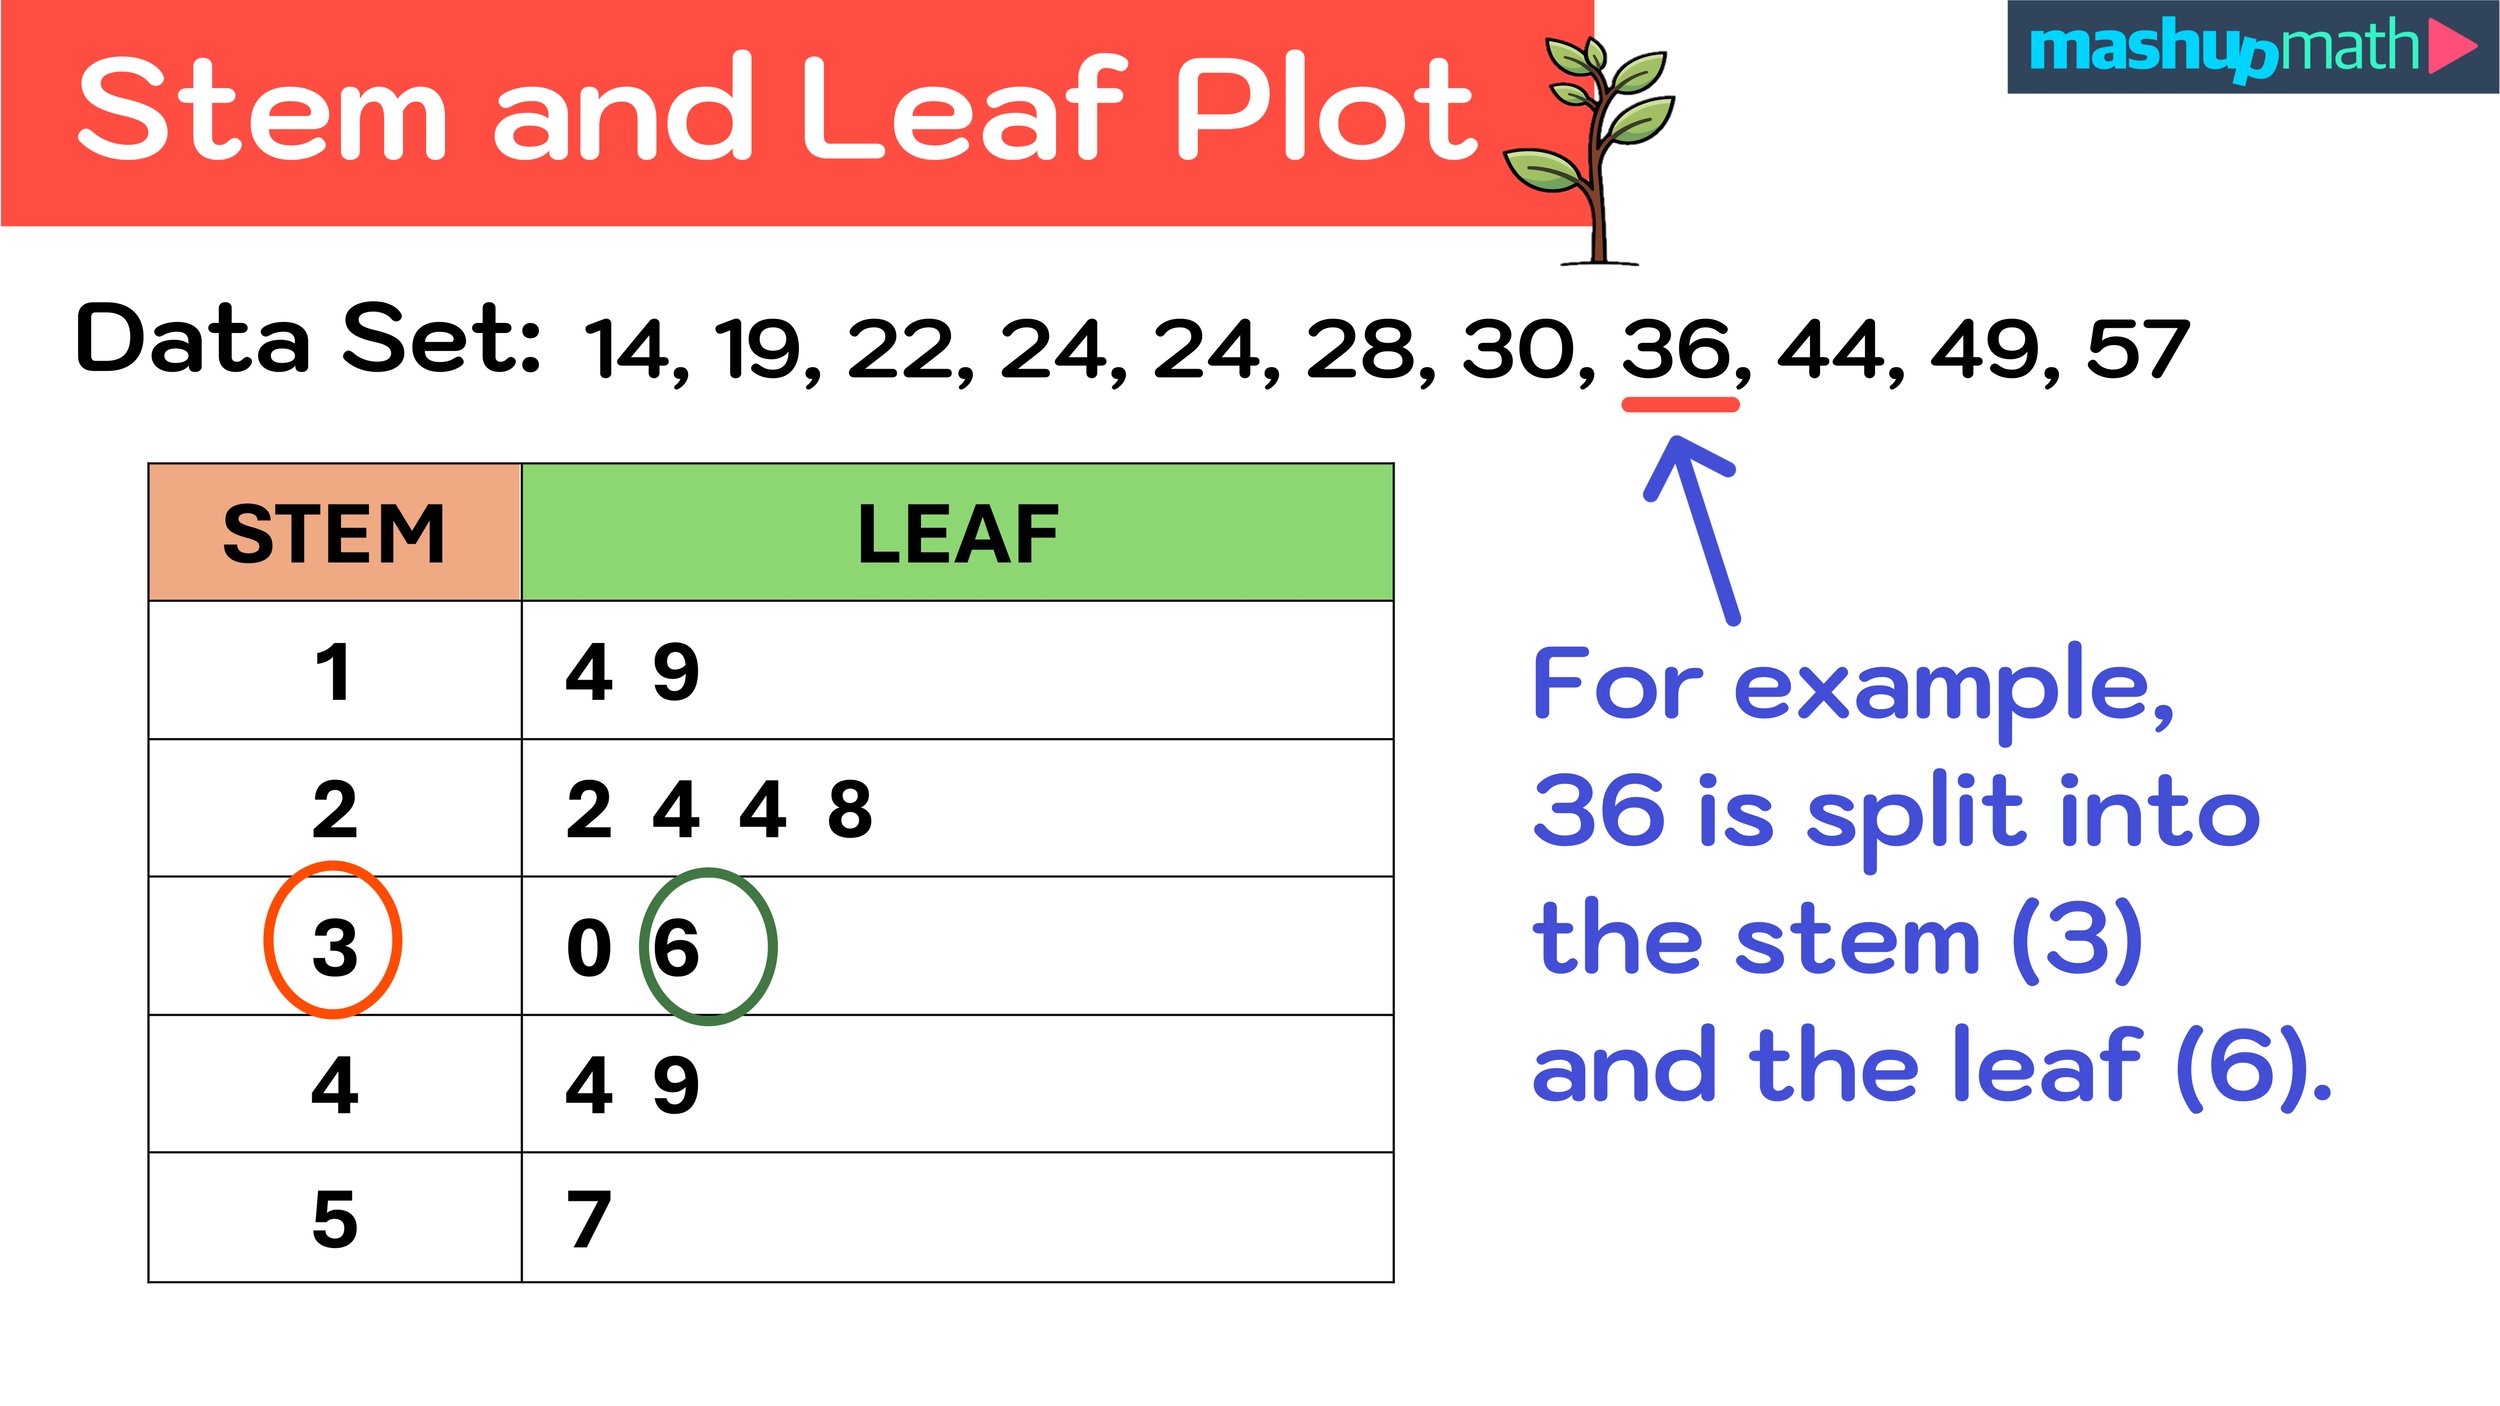 Stem and Leaf Plot
mashupmath
Data Set: 14, 19, 22, 24, 24, 28, 30, 36, 44, 49, 57
STEM LEAF
1 4 9
2 2 4 4 8
3 0 6
4 4 9
5 7
For example,
36 is split into
the stem (3)
and the leaf (6).